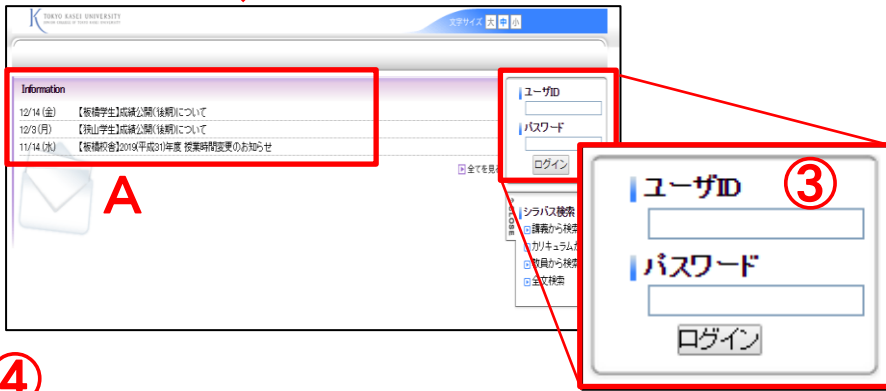 TOKYO KASEI UNIVERSITY
文字サイズ 大 中 小
Information
12/14 (金) 【板橋学生】成績公開(後期)について
12/3 (月) 【狭山学生】成績公開(後期)について
11/14 (水) 【板橋校舎】2019(平成31)年度 授業時間変更のお知らせ
全てを見
A
ユーザID
パスワード
ログイン
CLOSE
シラバス検索
講義から検索
カリキュラムか
教員から検索
全文検索
③
ユーザID
パスワード
ログイン
④